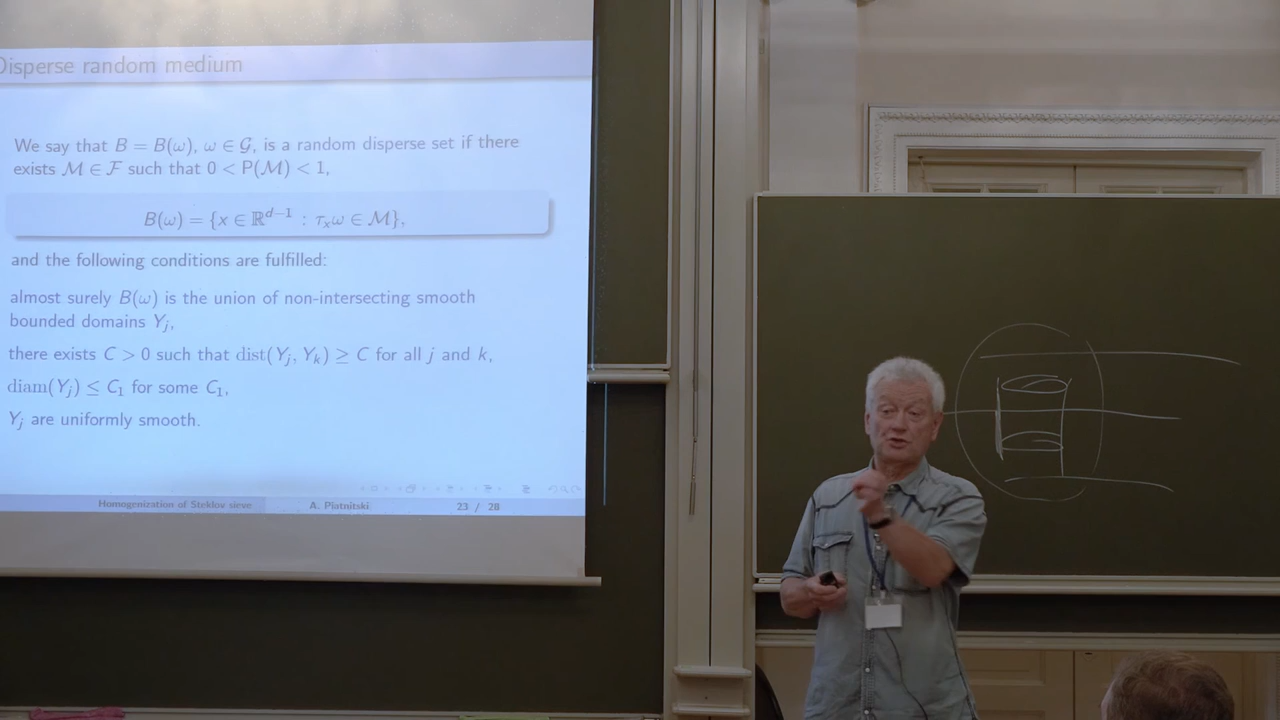 Disperse random medium
We say that B = B(ω), ω ∈ 𝒢, is a random disperse set if there
exists ℳ ∈ ℱ such that 0 < P(ℳ) < 1,
B(ω) = {x ∈ ℝ^{d−1} : τ_xω ∈ ℳ},
and the following conditions are fulfilled:
almost surely B(ω) is the union of non-intersecting smooth
bounded domains Y_j,
there exists C > 0 such that dist(Y_j, Y_k) ≥ C for all j and k,
diam(Y_j) ≤ C_1 for some C_1,
Y_j are uniformly smooth.
Homogenization of Steklov sieve A. Piatnitski 23 / 28